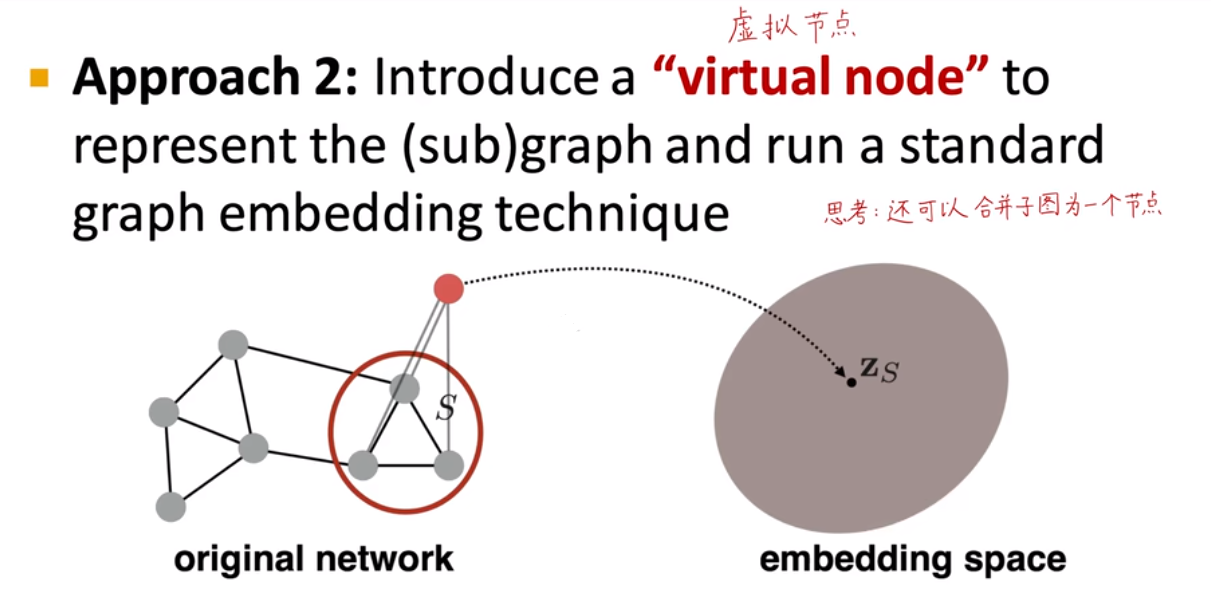 虚拟节点
Approach 2: Introduce a “virtual node” to
represent the (sub)graph and run a standard
graph embedding technique
思考:还可以合并子图为一个节点
S
z_S
original network
embedding space